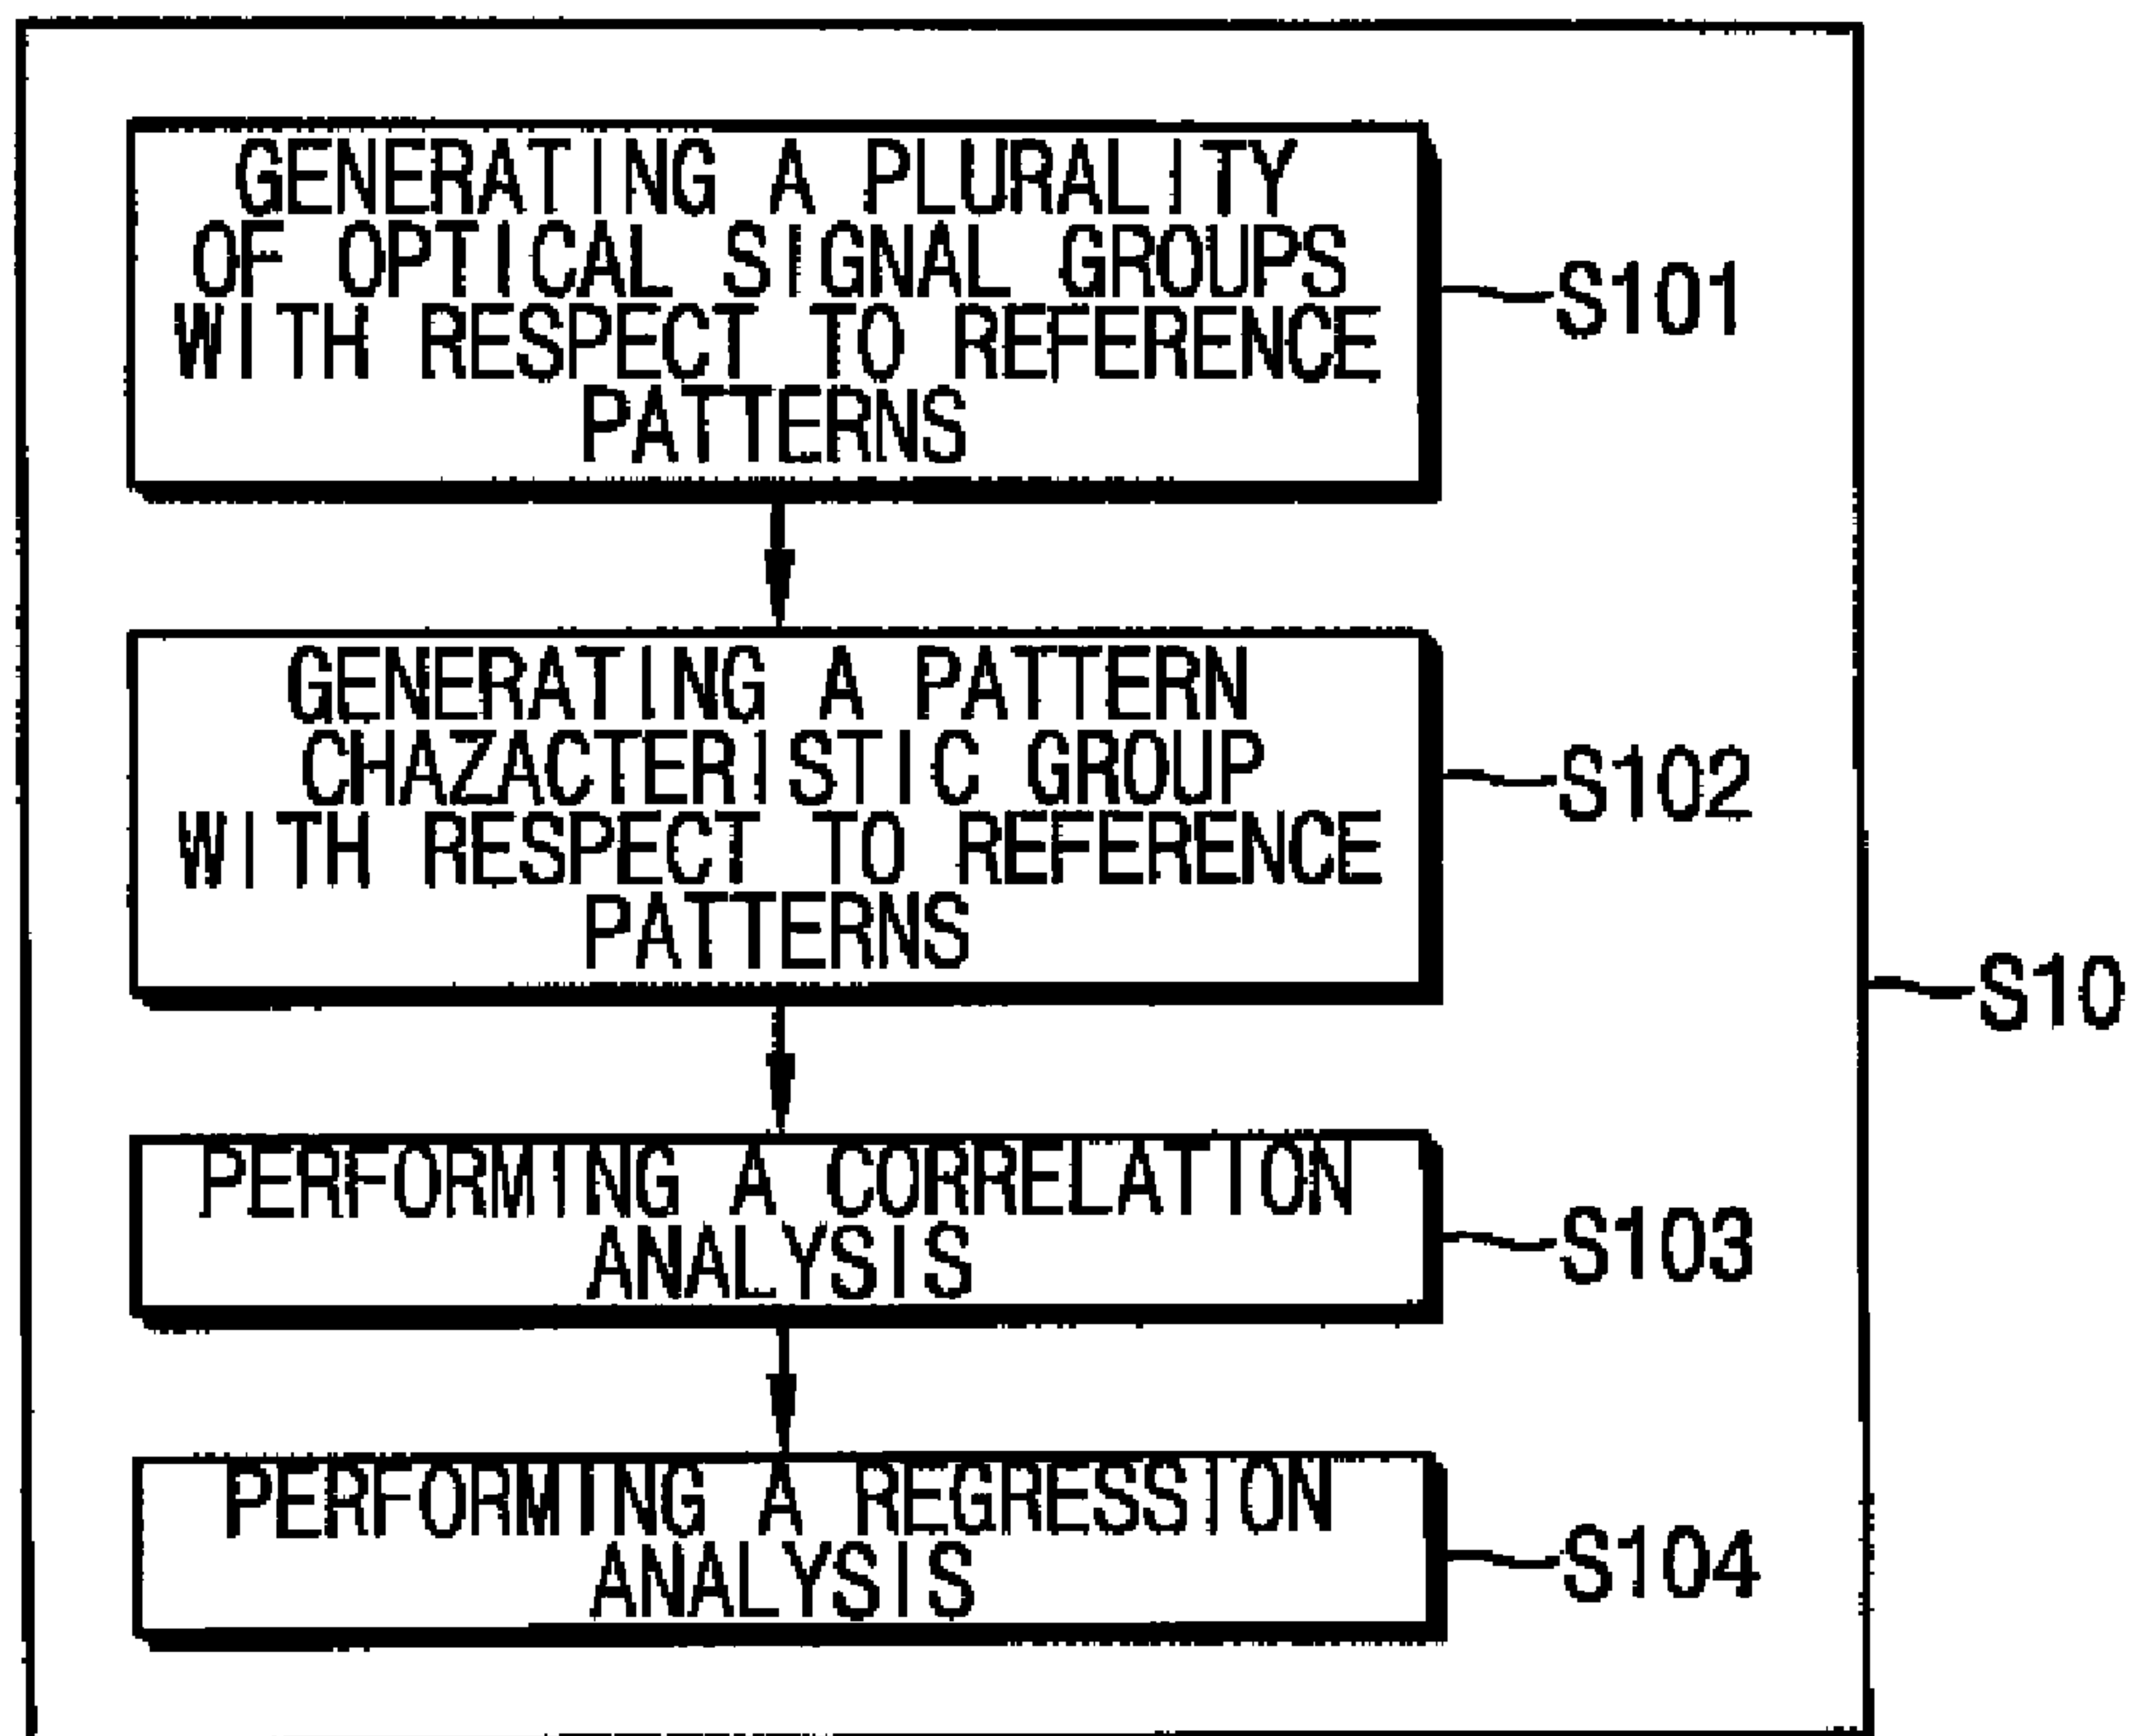 GENERATING A PLURALITY
OF OPTICAL SIGNAL GROUPS
WITH RESPECT TO REFERENCE
PATTERNS
S101
GENERATING A PATTERN
CHAZACTERISTIC GROUP
WITH RESPECT TO REFERENCE
PATTERNS
S102
S10
PERFORMING A CORRELATION
ANALYSIS
S103
PERFORMING A REGRESSION
ANALYSIS
S104